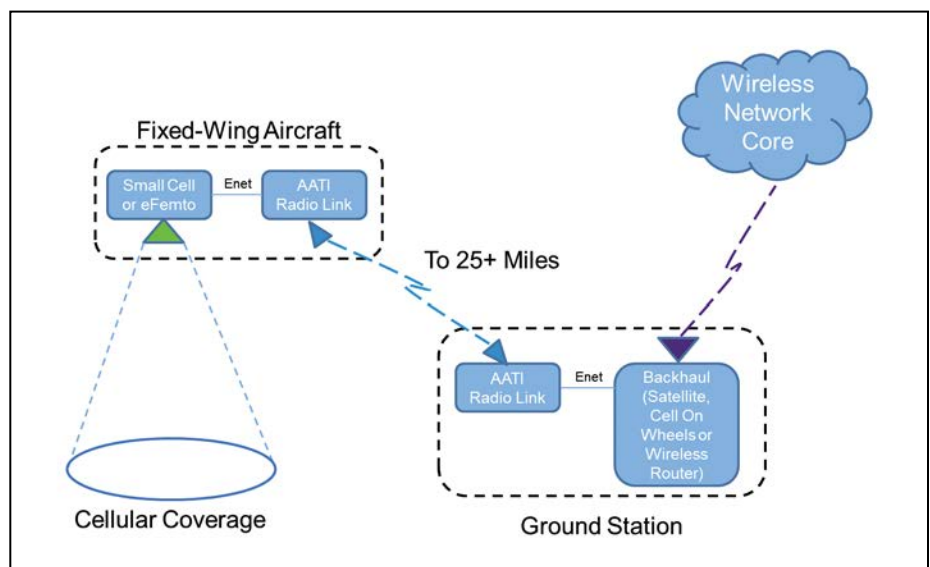 Wireless
Network
Core
Fixed-Wing Aircraft
Small Cell
or eFemto
Enet
AATI
Radio Link
To 25+ Miles
AATI
Radio Link
Enet
Backhaul
(Satellite,
Cell On
Wheels or
Wireless
Router)
Cellular Coverage
Ground Station